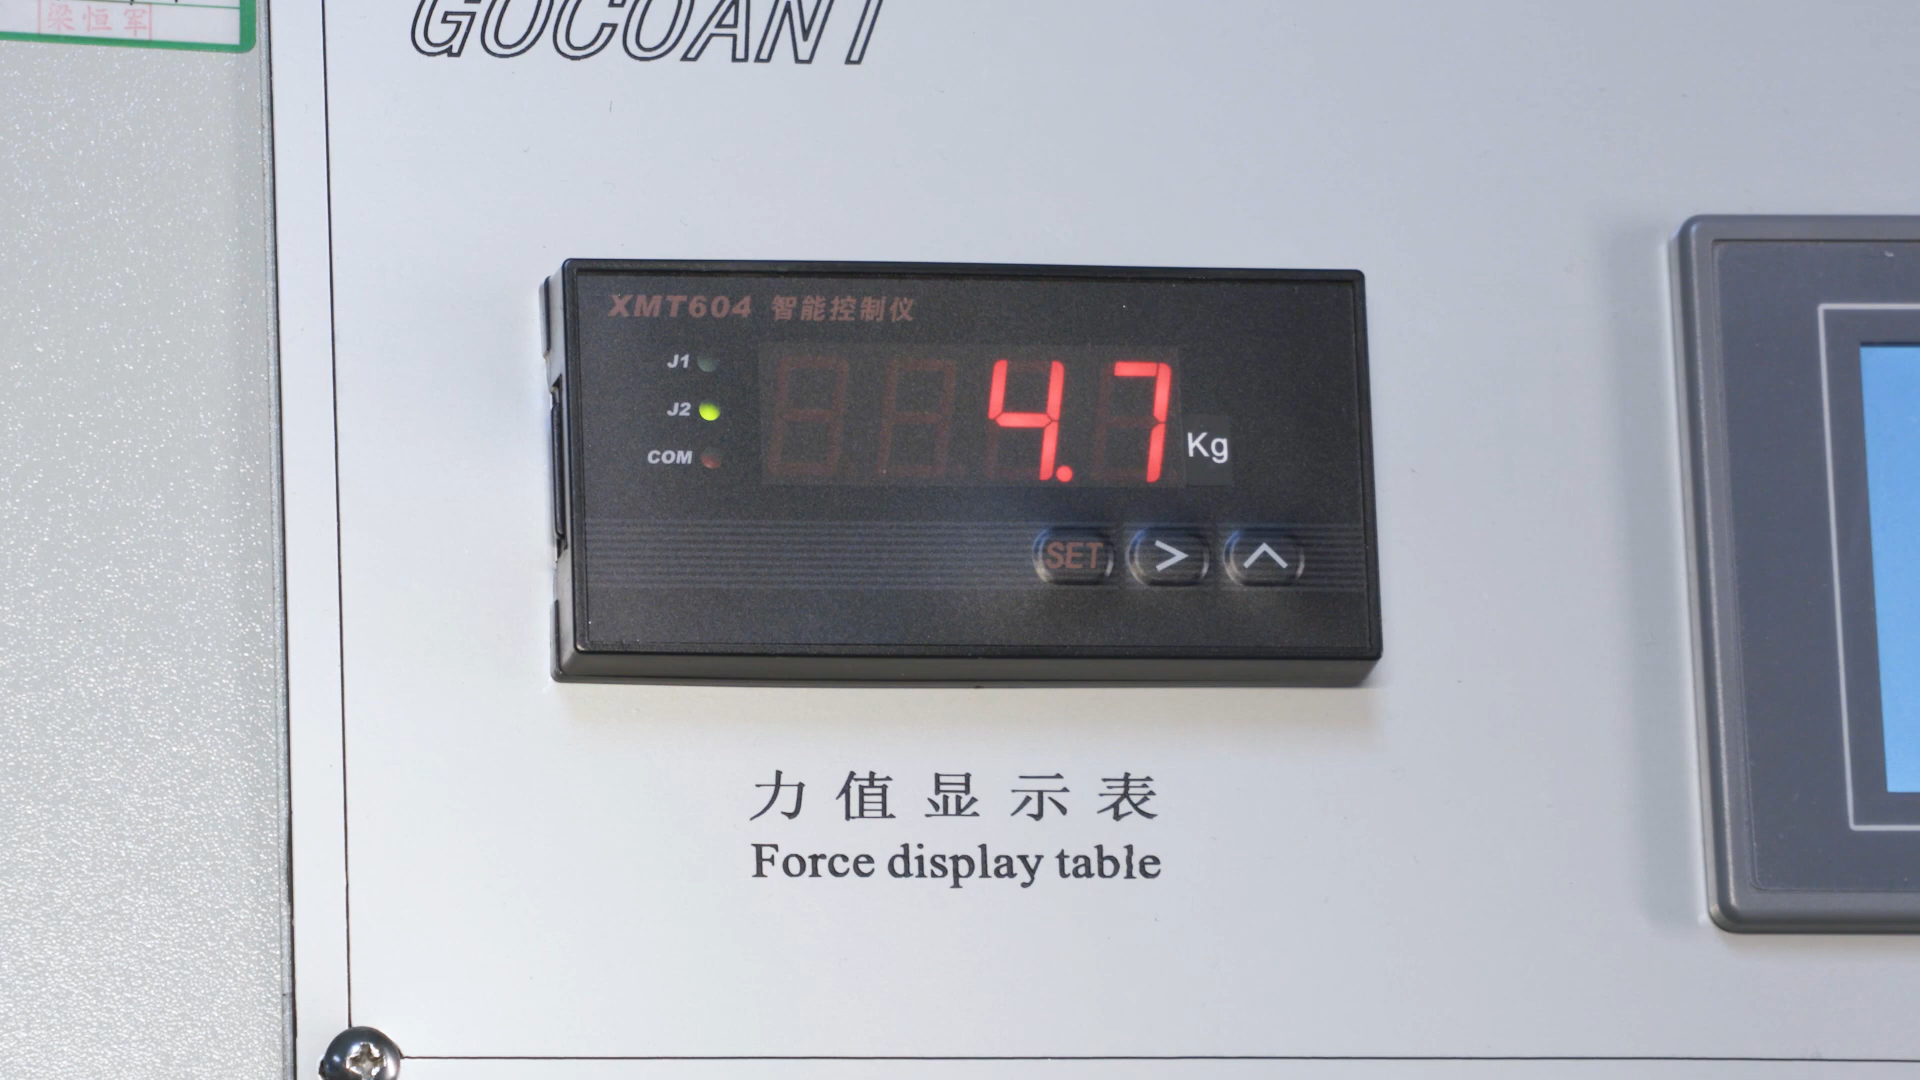 梁恒军
GOCOANT
XMT604 智能控制仪
J1
J2
COM
4.7 Kg
SET > ^
力值显示表
Force display table